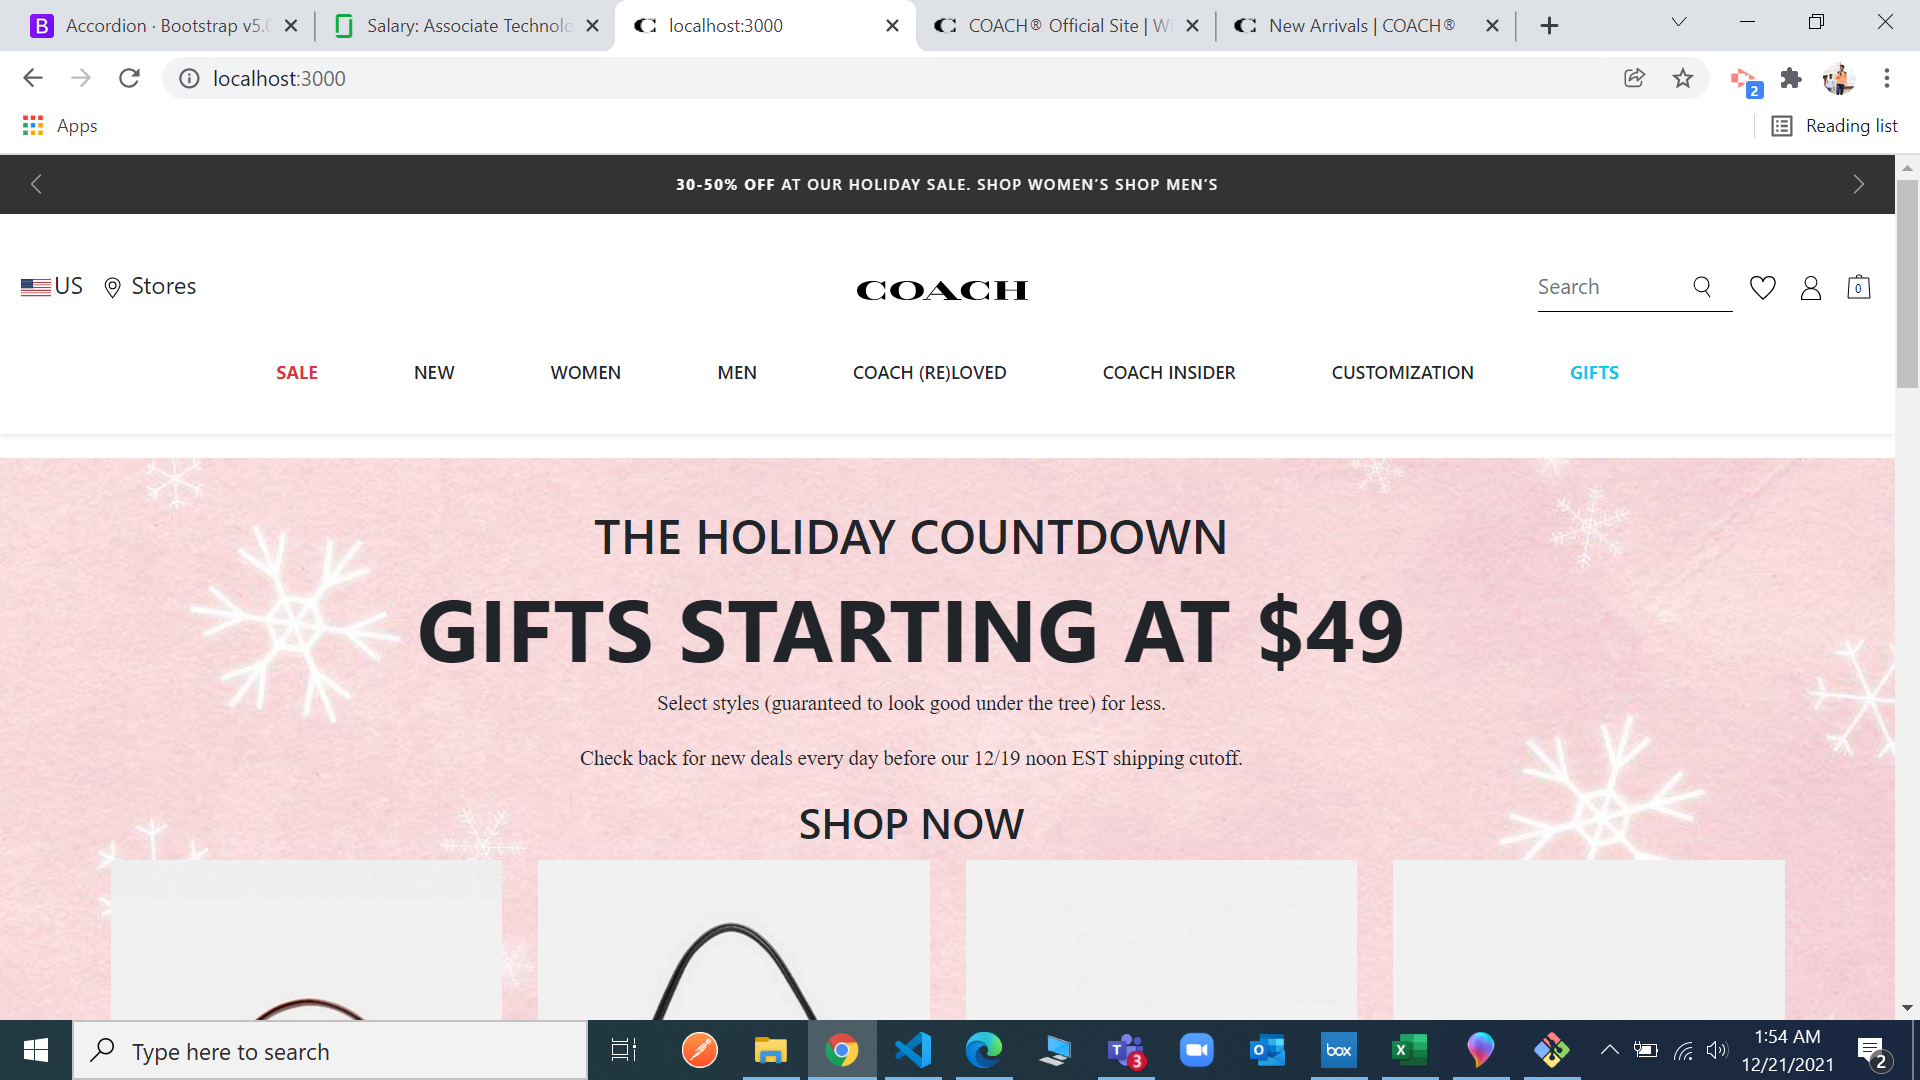 Accordion · Bootstrap v5.0
Salary: Associate Technolo
localhost:3000
COACH® Official Site | Wi
New Arrivals | COACH®
localhost:3000
2
Apps
Reading list
30-50% OFF AT OUR HOLIDAY SALE. SHOP WOMEN’S SHOP MEN’S
US
Stores
COACH
Search
0
SALE
NEW
WOMEN
MEN
COACH (RE)LOVED
COACH INSIDER
CUSTOMIZATION
GIFTS
THE HOLIDAY COUNTDOWN
GIFTS STARTING AT $49
Select styles (guaranteed to look good under the tree) for less.
Check back for new deals every day before our 12/19 noon EST shipping cutoff.
SHOP NOW
Type here to search
3
box
1:54 AM
12/21/2021
2